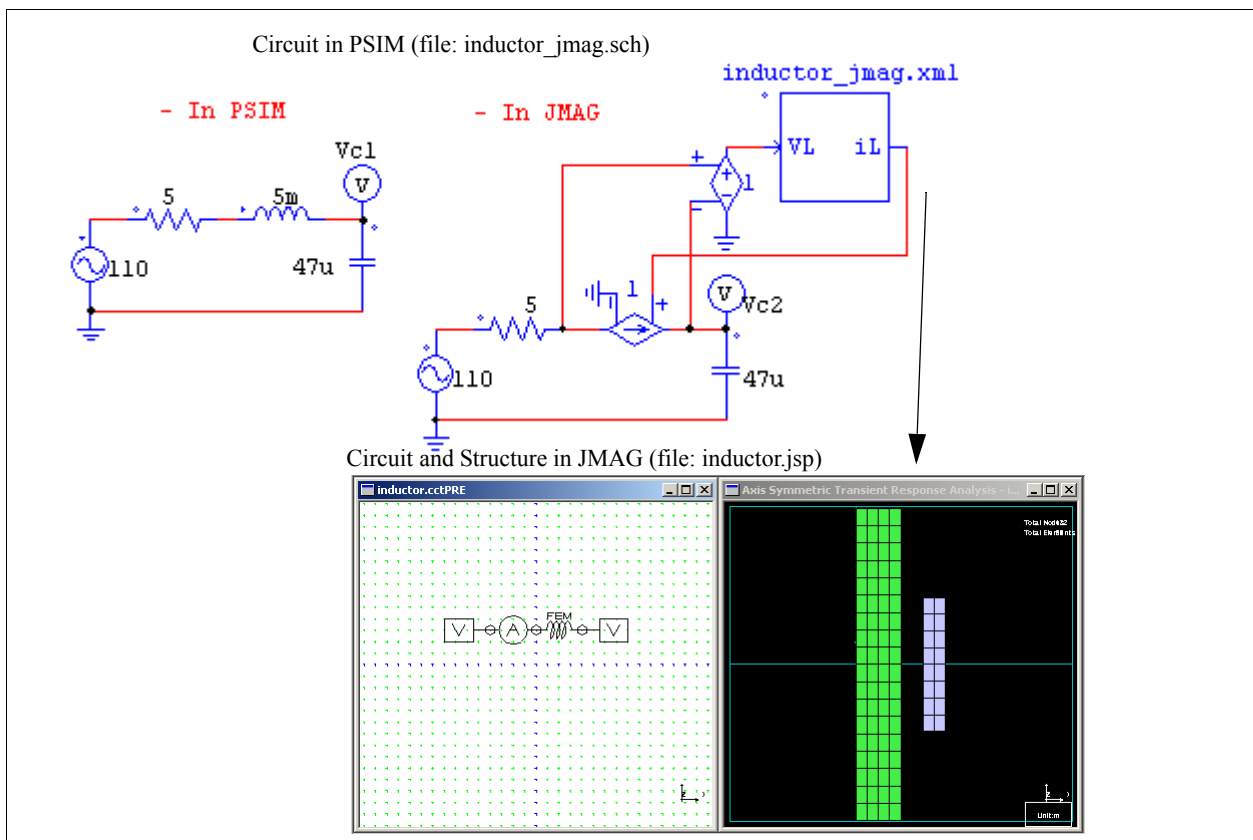 Circuit in PSIM (file: inductor_jmag.sch)
inductor_jmag.xml
- In PSIM
- In JMAG
Vc1
V
5
5m
110
47u
+
+
-
1
VL
iL
5
1
+
V
Vc2
110
47u
Circuit and Structure in JMAG (file: inductor.jsp)
inductor.cctPRE
V
A
FEM
V
Axis Symmetric Transient Response Analysis - i...
Unit:m